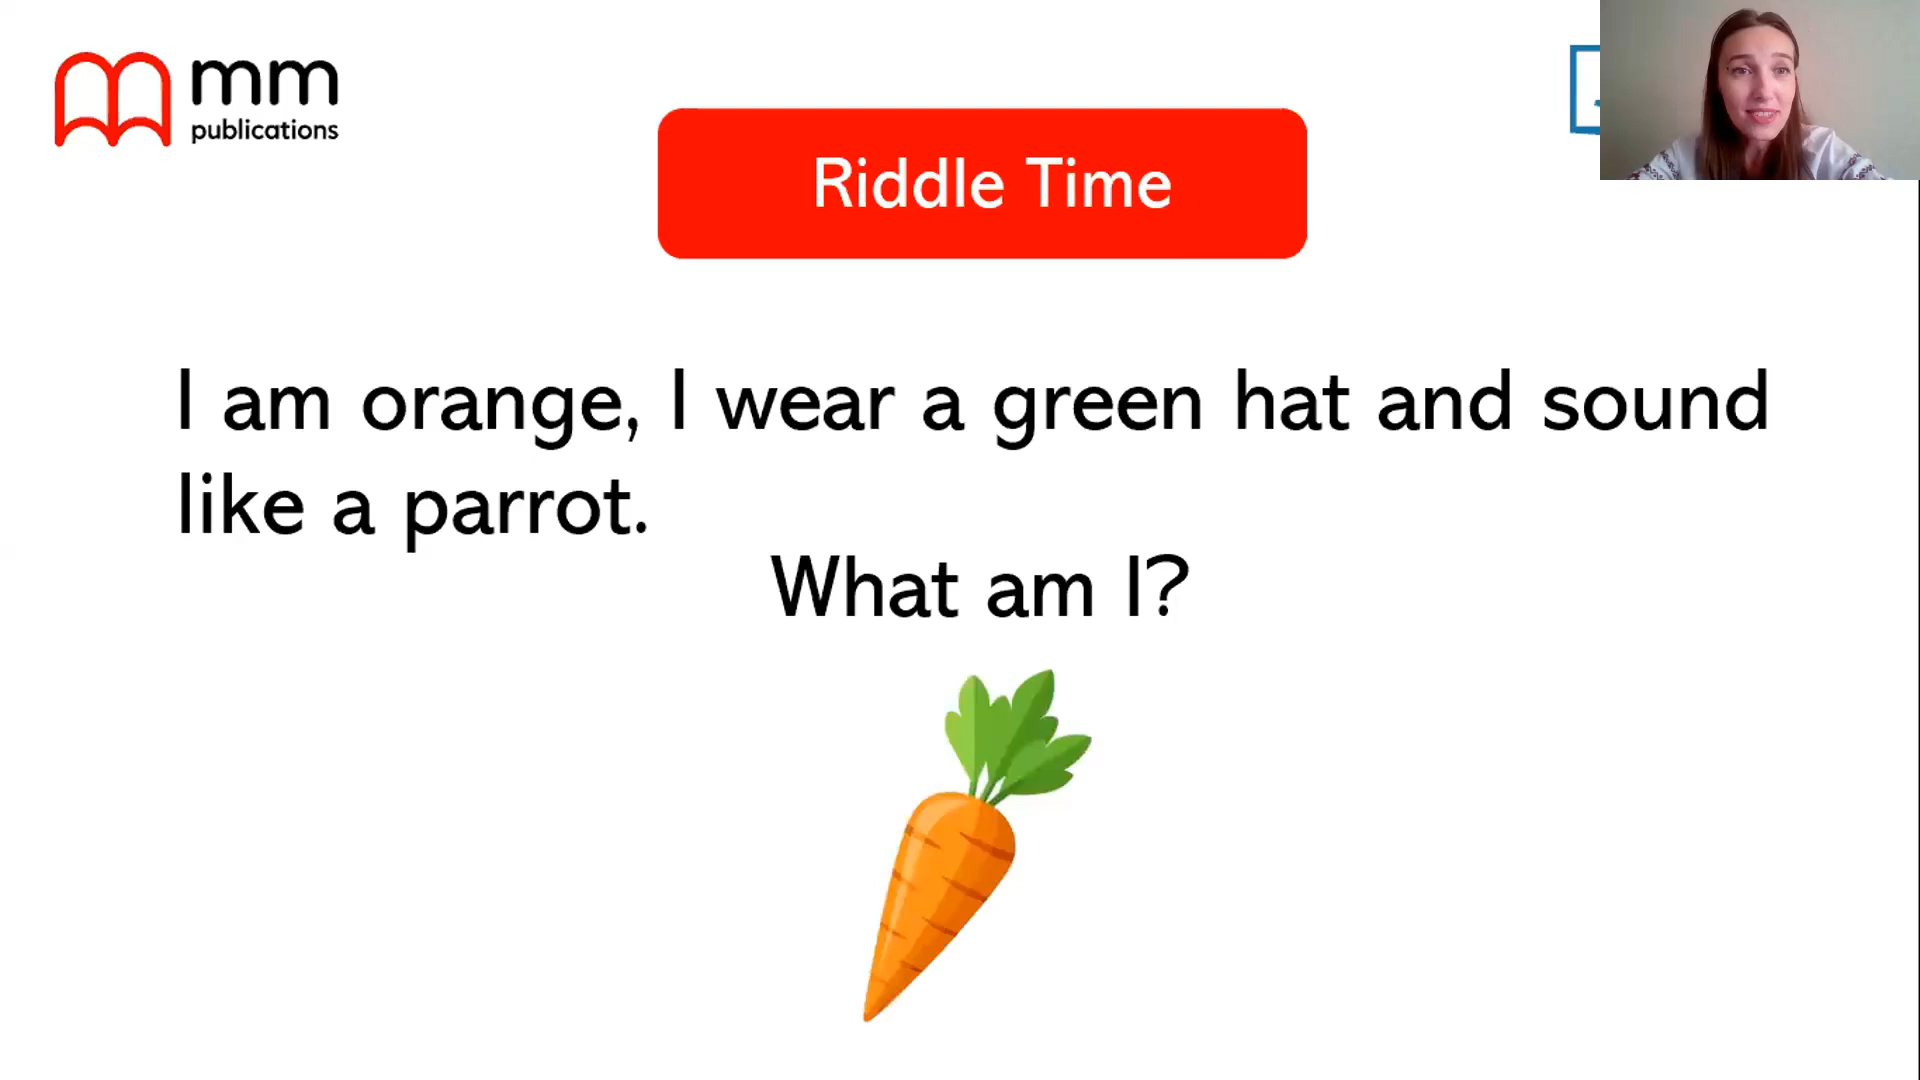 mm
publications
Riddle Time
I am orange, I wear a green hat and sound
like a parrot.
What am I?